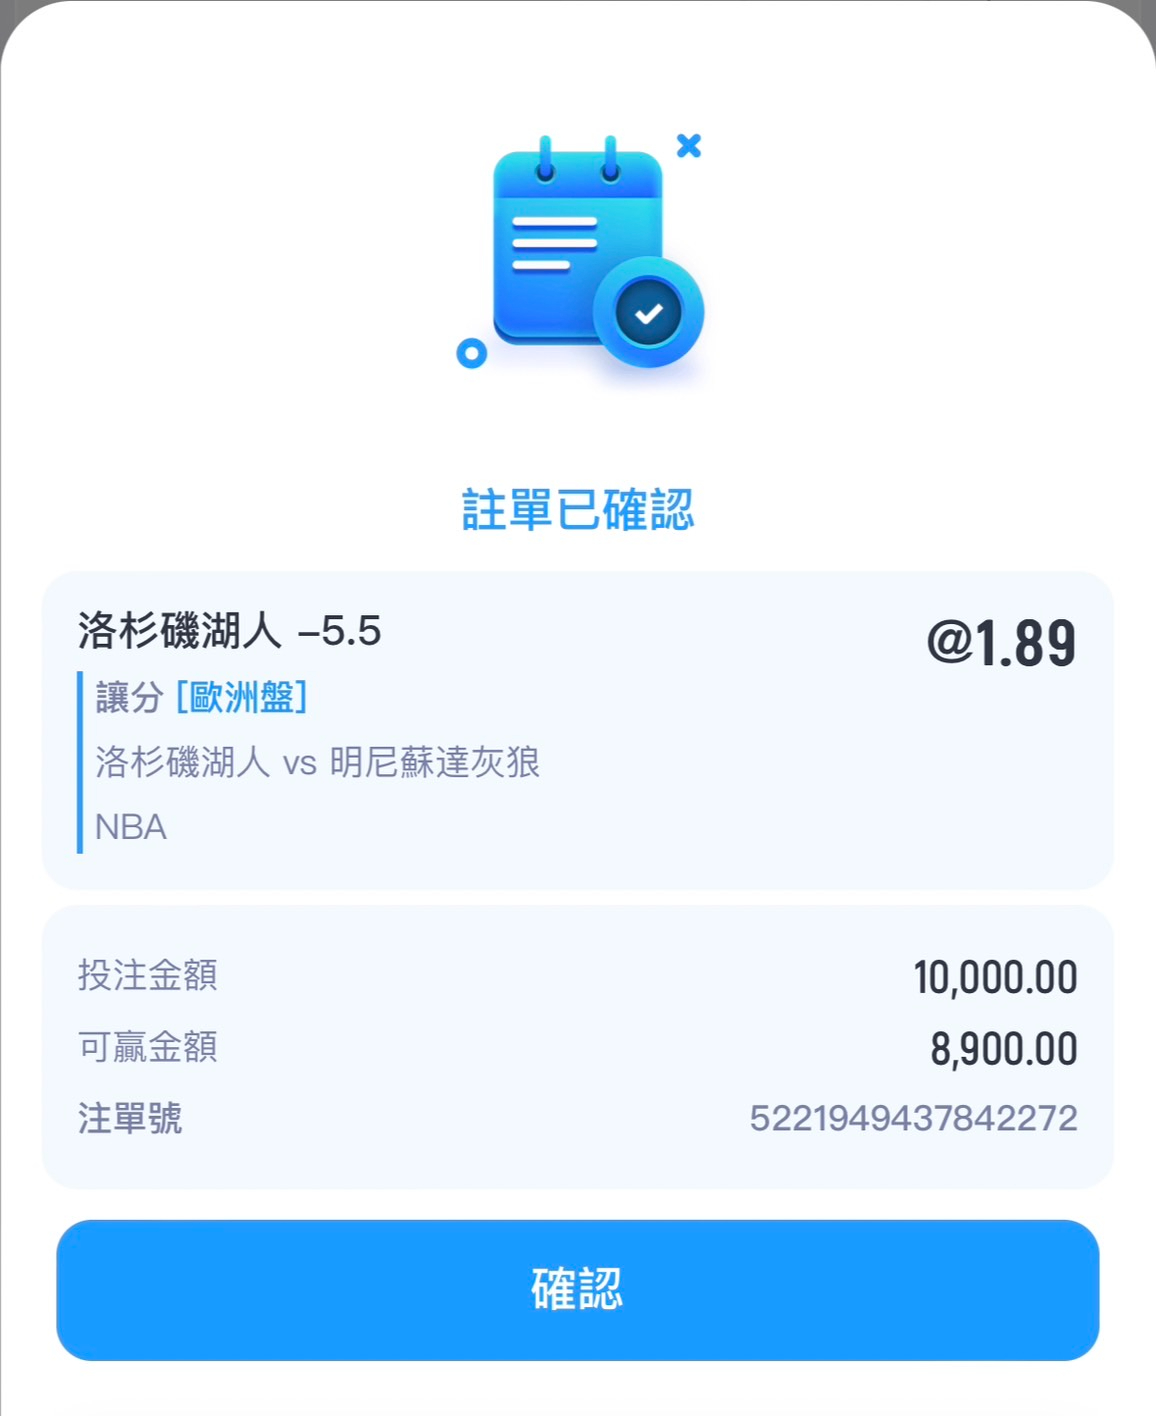 註單已確認
洛杉磯湖人 –5.5
@1.89
讓分 [歐洲盤]
洛杉磯湖人 vs 明尼蘇達灰狼
NBA
投注金額 10,000.00
可贏金額 8,900.00
注單號 5221949437842272
確認